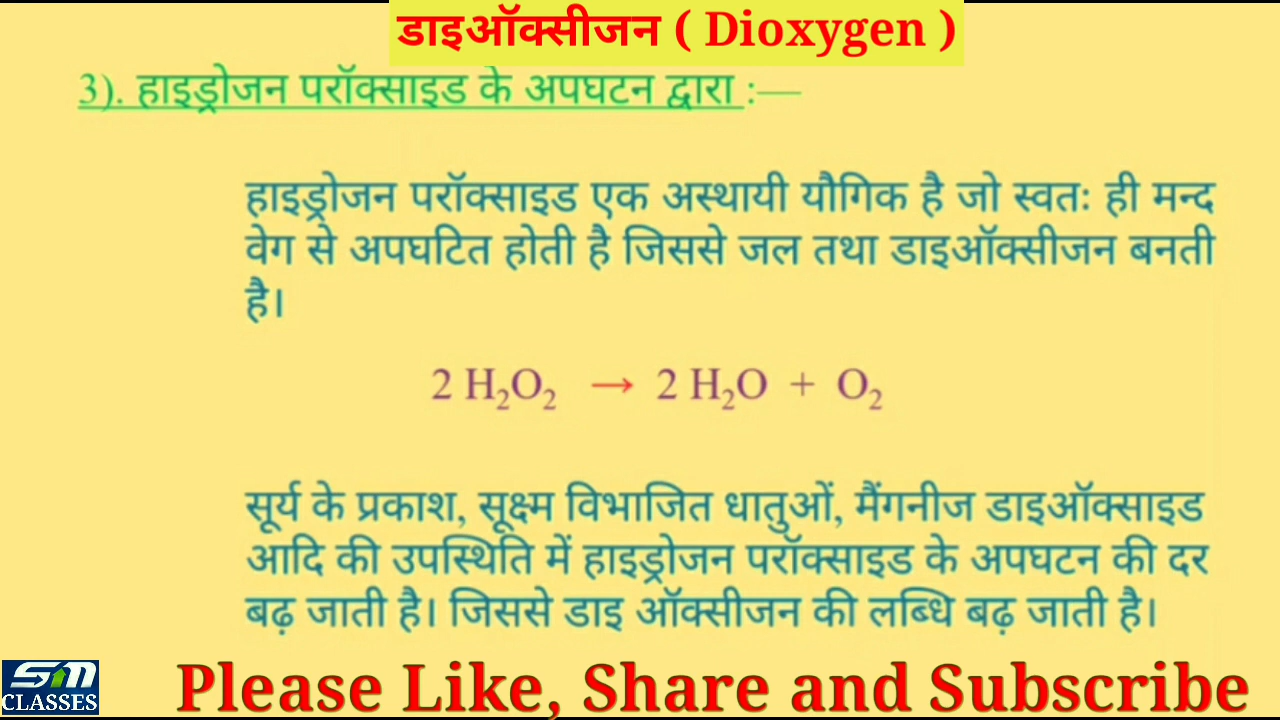 डाइऑक्सीजन ( Dioxygen )
3). हाइड्रोजन परॉक्साइड के अपघटन द्वारा :—
हाइड्रोजन परॉक्साइड एक अस्थायी यौगिक है जो स्वतः ही मन्द
वेग से अपघटित होती है जिससे जल तथा डाइऑक्सीजन बनती
है।
2 H₂O₂ → 2 H₂O + O₂
सूर्य के प्रकाश, सूक्ष्म विभाजित धातुओं, मैंगनीज डाइऑक्साइड
आदि की उपस्थिति में हाइड्रोजन परॉक्साइड के अपघटन की दर
बढ़ जाती है। जिससे डाइ ऑक्सीजन की लब्धि बढ़ जाती है।
SM
CLASSES
Please Like, Share and Subscribe